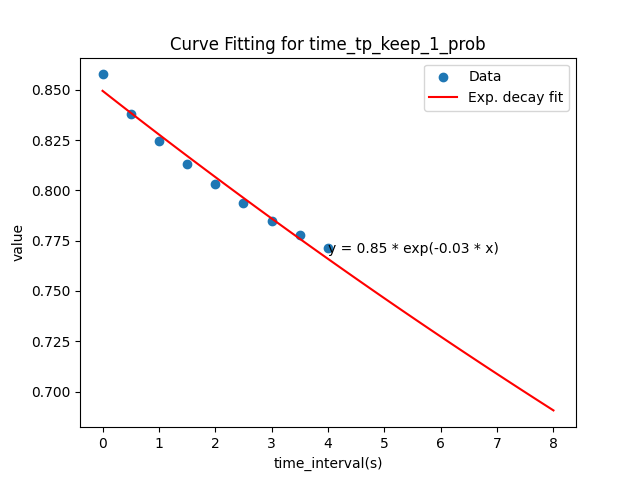 Curve Fitting for time_tp_keep_1_prob
Data
Exp. decay fit
0.850
0.825
0.800
0.775
0.750
0.725
0.700
value
y = 0.85 * exp(-0.03 * x)
0 1 2 3 4 5 6 7 8
time_interval(s)